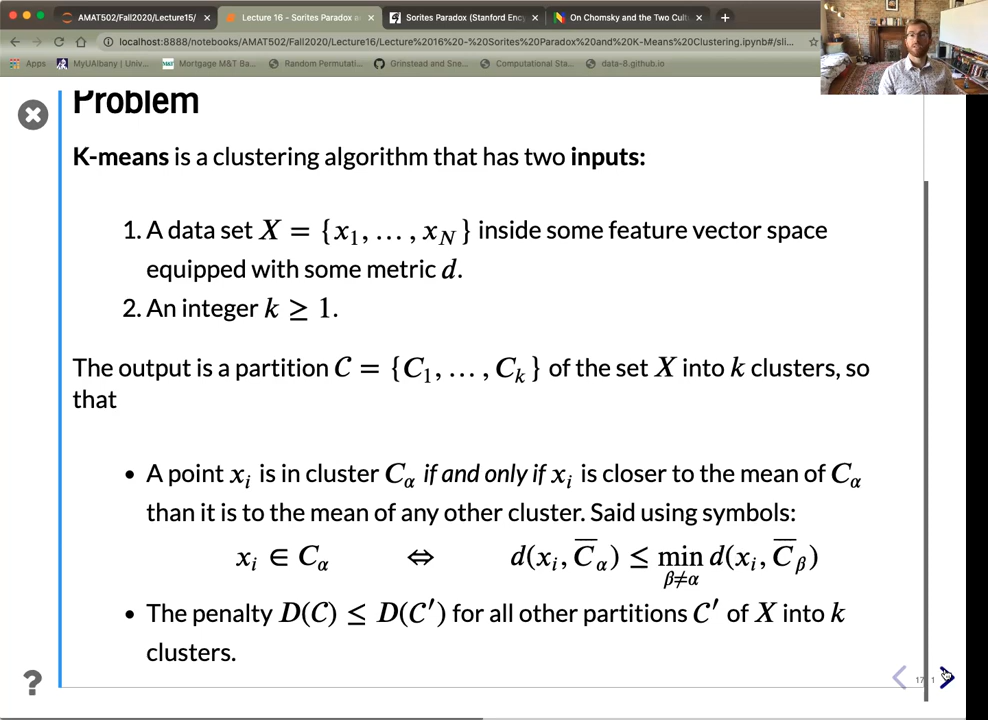 AMAT502/Fall2020/Lecture15/
Lecture 16 - Sorites Paradox a
Sorites Paradox (Stanford Ency
On Chomsky and the Two Cult
localhost:8888/notebooks/AMAT502/Fall2020/Lecture16/Lecture%2016%20-%20Sorites%20Paradox%20and%20K-Means%20Clustering.ipynb#/sli...
Apps
MyUAlbany | Univ...
Mortgage M&T Ba...
Random Permutati...
Grinstead and Sne...
Computational Sta...
data-8.github.io
Problem
K-means is a clustering algorithm that has two inputs:
1. A data set X = {x₁, … , x_N} inside some feature vector space
equipped with some metric d.
2. An integer k ≥ 1.
The output is a partition C = {C₁, … , C_k} of the set X into k clusters, so
that
• A point x_i is in cluster C_α if and only if x_i is closer to the mean of C_α
than it is to the mean of any other cluster. Said using symbols:
x_i ∈ C_α ⇔ d(x_i, C̅_α) ≤ min_{β≠α} d(x_i, C̅_β)
• The penalty D(C) ≤ D(C′) for all other partitions C′ of X into k
clusters.
?
17 1